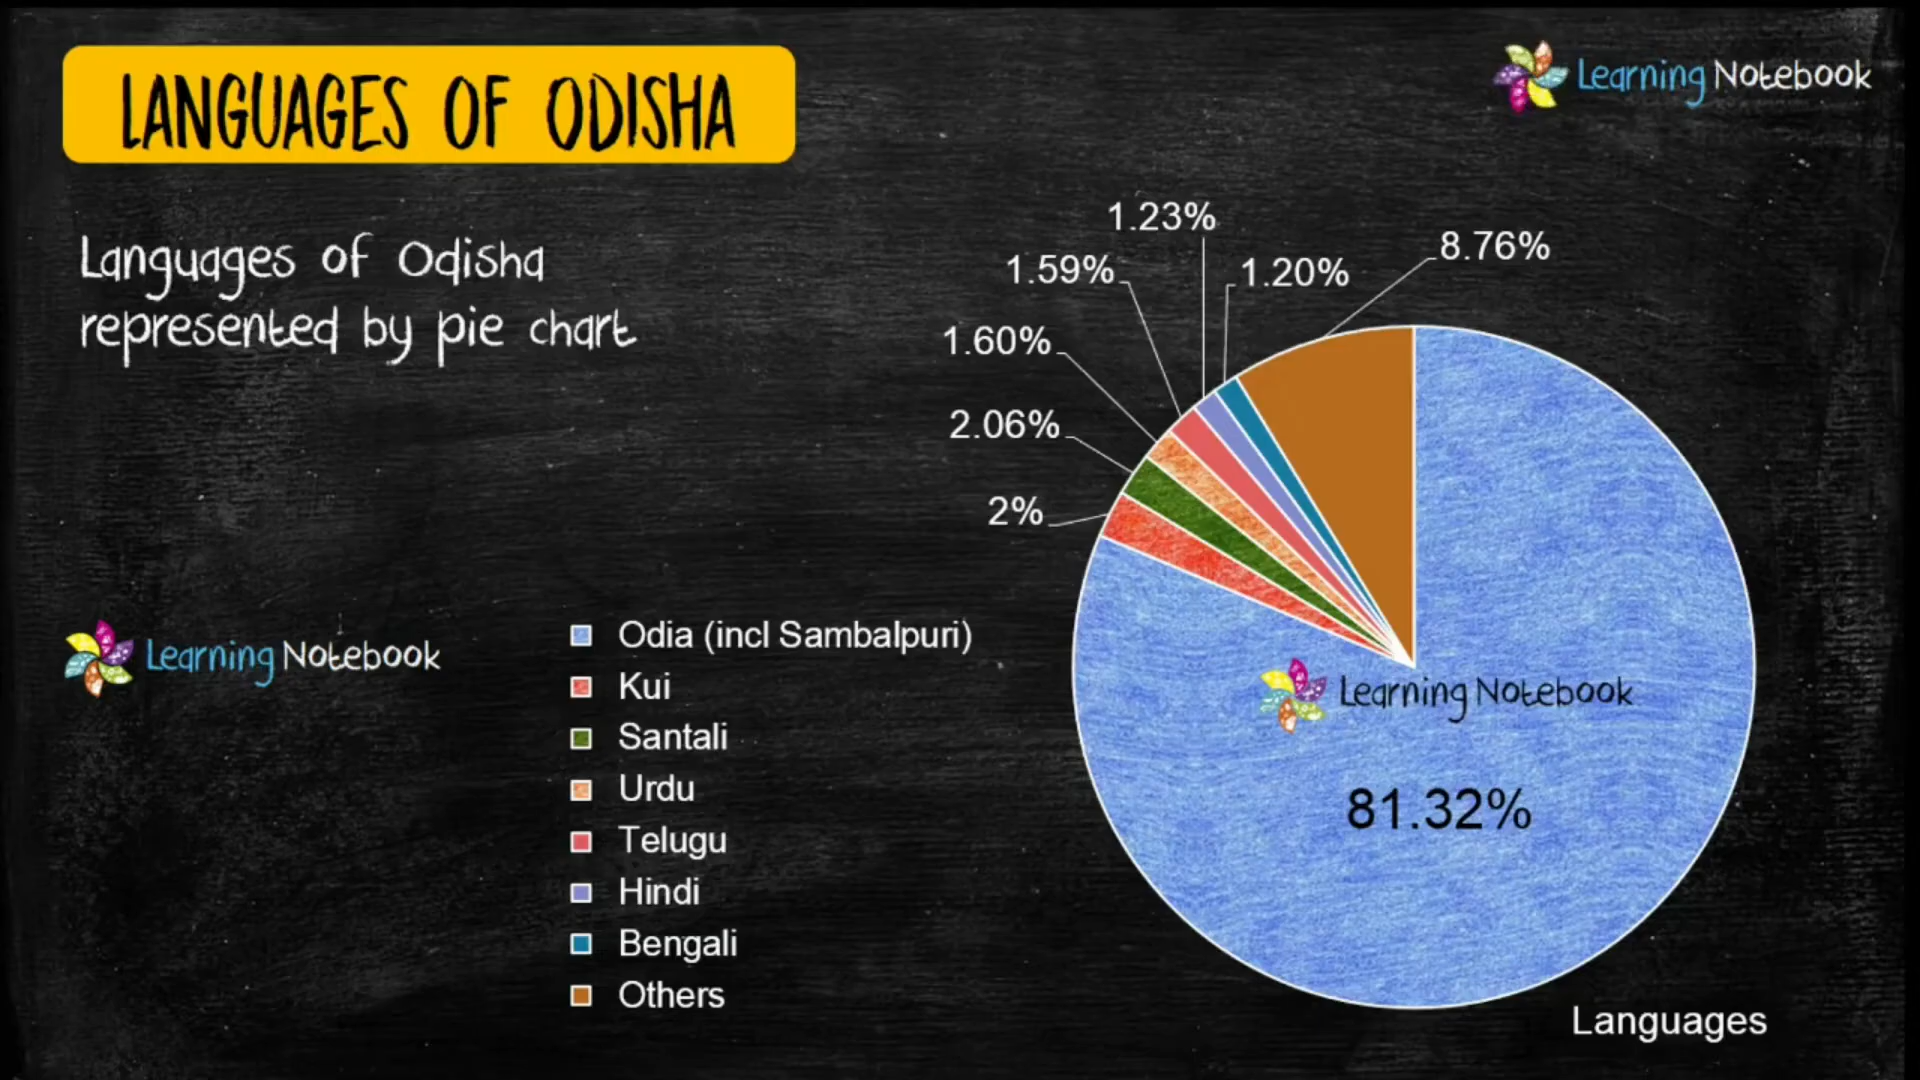 LANGUAGES OF ODISHA
Learning Notebook
Languages of Odisha
represented by pie chart
1.23%
8.76%
1.59%
1.20%
1.60%
2.06%
2%
Learning Notebook
Odia (incl Sambalpuri)
Kui
Santali
Urdu
Telugu
Hindi
Bengali
Others
Learning Notebook
81.32%
Languages